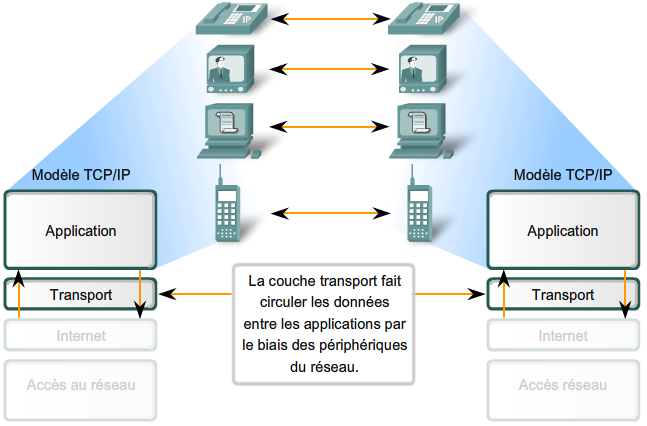 IP
IP
Modèle TCP/IP
Modèle TCP/IP
Application
Application
Transport
La couche transport fait
circuler les données
entre les applications par
le biais des périphériques
du réseau.
Transport
Internet
Internet
Accès au réseau
Accès réseau